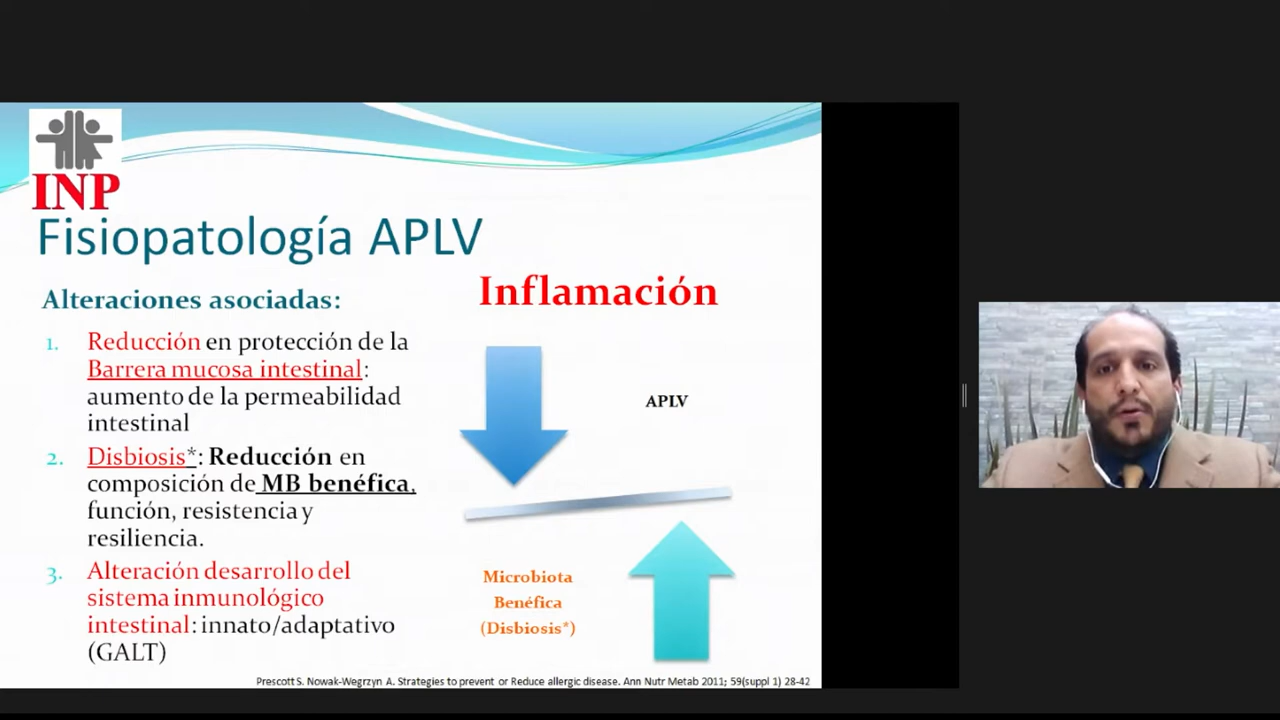 INP
Fisiopatología APLV
Alteraciones asociadas:
1. Reducción en protección de la
Barrera mucosa intestinal:
aumento de la permeabilidad
intestinal
2. Disbiosis*: Reducción en
composición de MB benéfica,
función, resistencia y
resiliencia.
3. Alteración desarrollo del
sistema inmunológico
intestinal: innato/adaptativo
(GALT)
Inflamación
APLV
Microbiota
Benéfica
(Disbiosis*)
Prescott S. Nowak-Wegrzyn A. Strategies to prevent or Reduce allergic disease. Ann Nutr Metab 2011; 59(suppl 1) 28-42